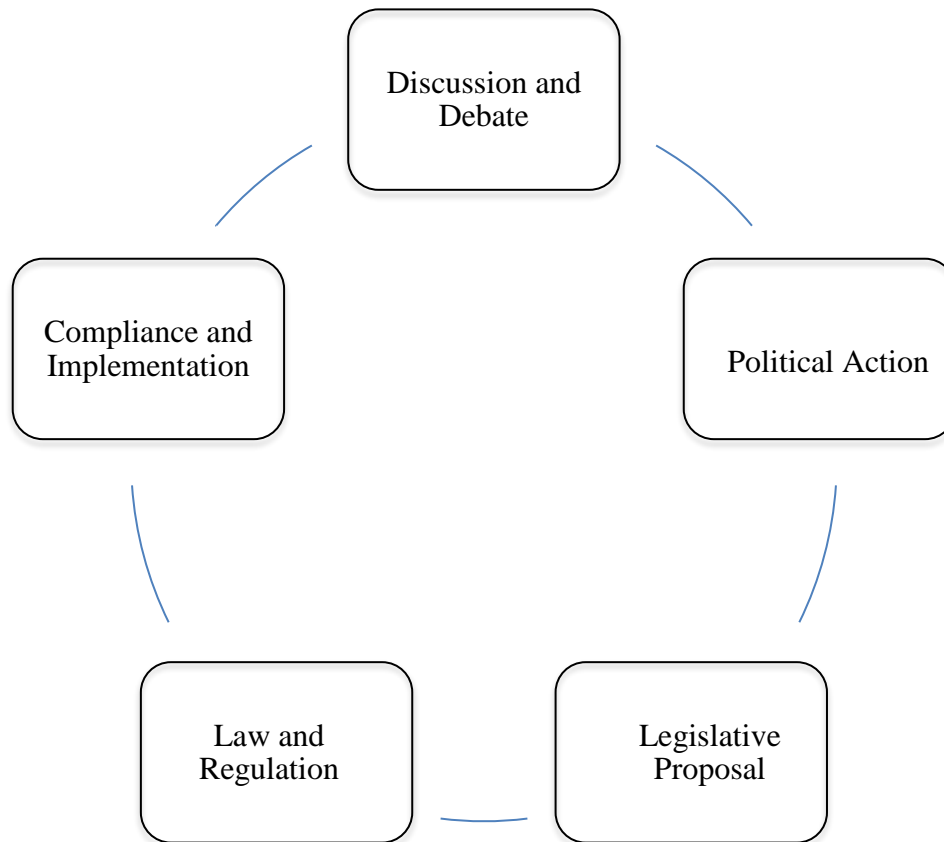 Discussion and
Debate
Political Action
Legislative
Proposal
Law and
Regulation
Compliance and
Implementation